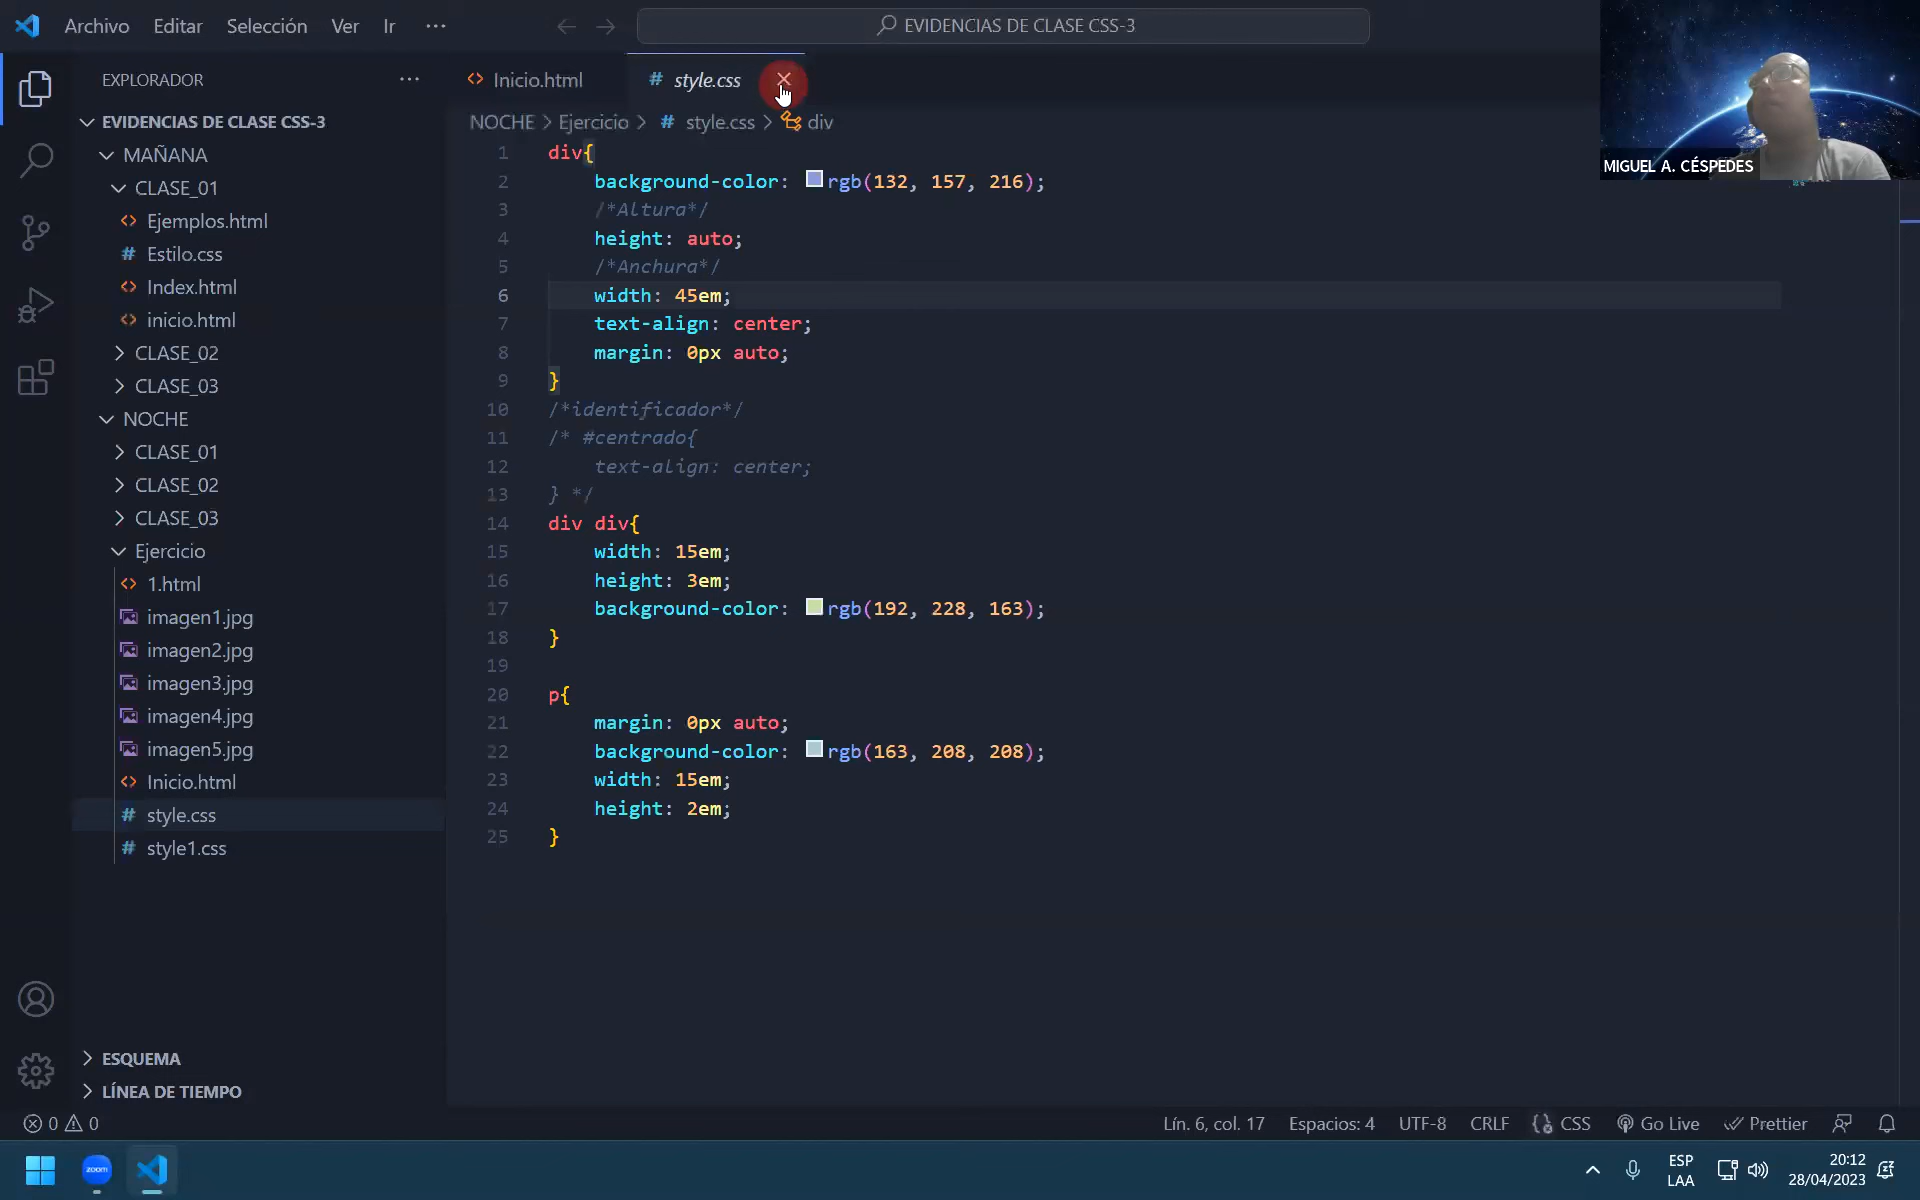 Archivo Editar Selección Ver Ir ···
EVIDENCIAS DE CLASE CSS-3
EXPLORADOR ···
EVIDENCIAS DE CLASE CSS-3
MAÑANA
CLASE_01
Ejemplos.html
Estilo.css
Index.html
inicio.html
CLASE_02
CLASE_03
NOCHE
CLASE_01
CLASE_02
CLASE_03
Ejercicio
1.html
imagen1.jpg
imagen2.jpg
imagen3.jpg
imagen4.jpg
imagen5.jpg
Inicio.html
style.css
style1.css
ESQUEMA
LÍNEA DE TIEMPO
Inicio.html # style.css
NOCHE > Ejercicio > # style.css > div
1 div{
2 background-color: rgb(132, 157, 216);
3 /*Altura*/
4 height: auto;
5 /*Anchura*/
6 width: 45em;
7 text-align: center;
8 margin: 0px auto;
9 }
10 /*identificador*/
11 /* #centrado{
12 text-align: center;
13 } */
14 div div{
15 width: 15em;
16 height: 3em;
17 background-color: rgb(192, 228, 163);
18 }
19
20 p{
21 margin: 0px auto;
22 background-color: rgb(163, 208, 208);
23 width: 15em;
24 height: 2em;
25 }
MIGUEL A. CÉSPEDES
0 0 Lín. 6, col. 17 Espacios: 4 UTF-8 CRLF CSS Go Live Prettier
zoom
ESP
LAA
20:12
28/04/2023